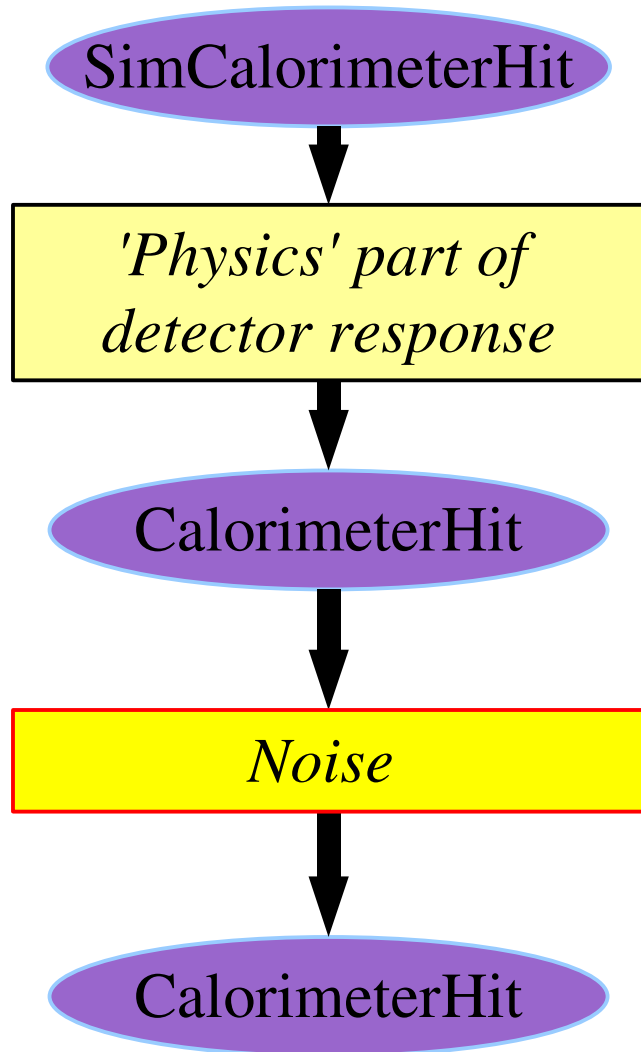 SimCalorimeterHit
'Physics' part of
detector response
CalorimeterHit
Noise
CalorimeterHit